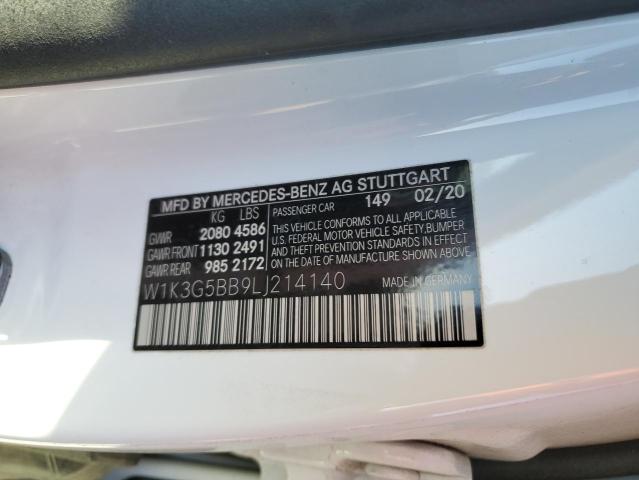 MFD BY MERCEDES-BENZ AG STUTTGART
KG LBS PASSENGER CAR 149 02/20
GVWR 2080 4586
GAWR FRONT 1130 2491
GAWR REAR 985 2172
THIS VEHICLE CONFORMS TO ALL APPLICABLE
U.S. FEDERAL MOTOR VEHICLE SAFETY,BUMPER
AND THEFT PREVENTION STANDARDS IN EFFECT
ON THE DATE OF MANUFACTURE SHOWN ABOVE.
W1K3G5BB9LJ214140
MADE IN GERMANY